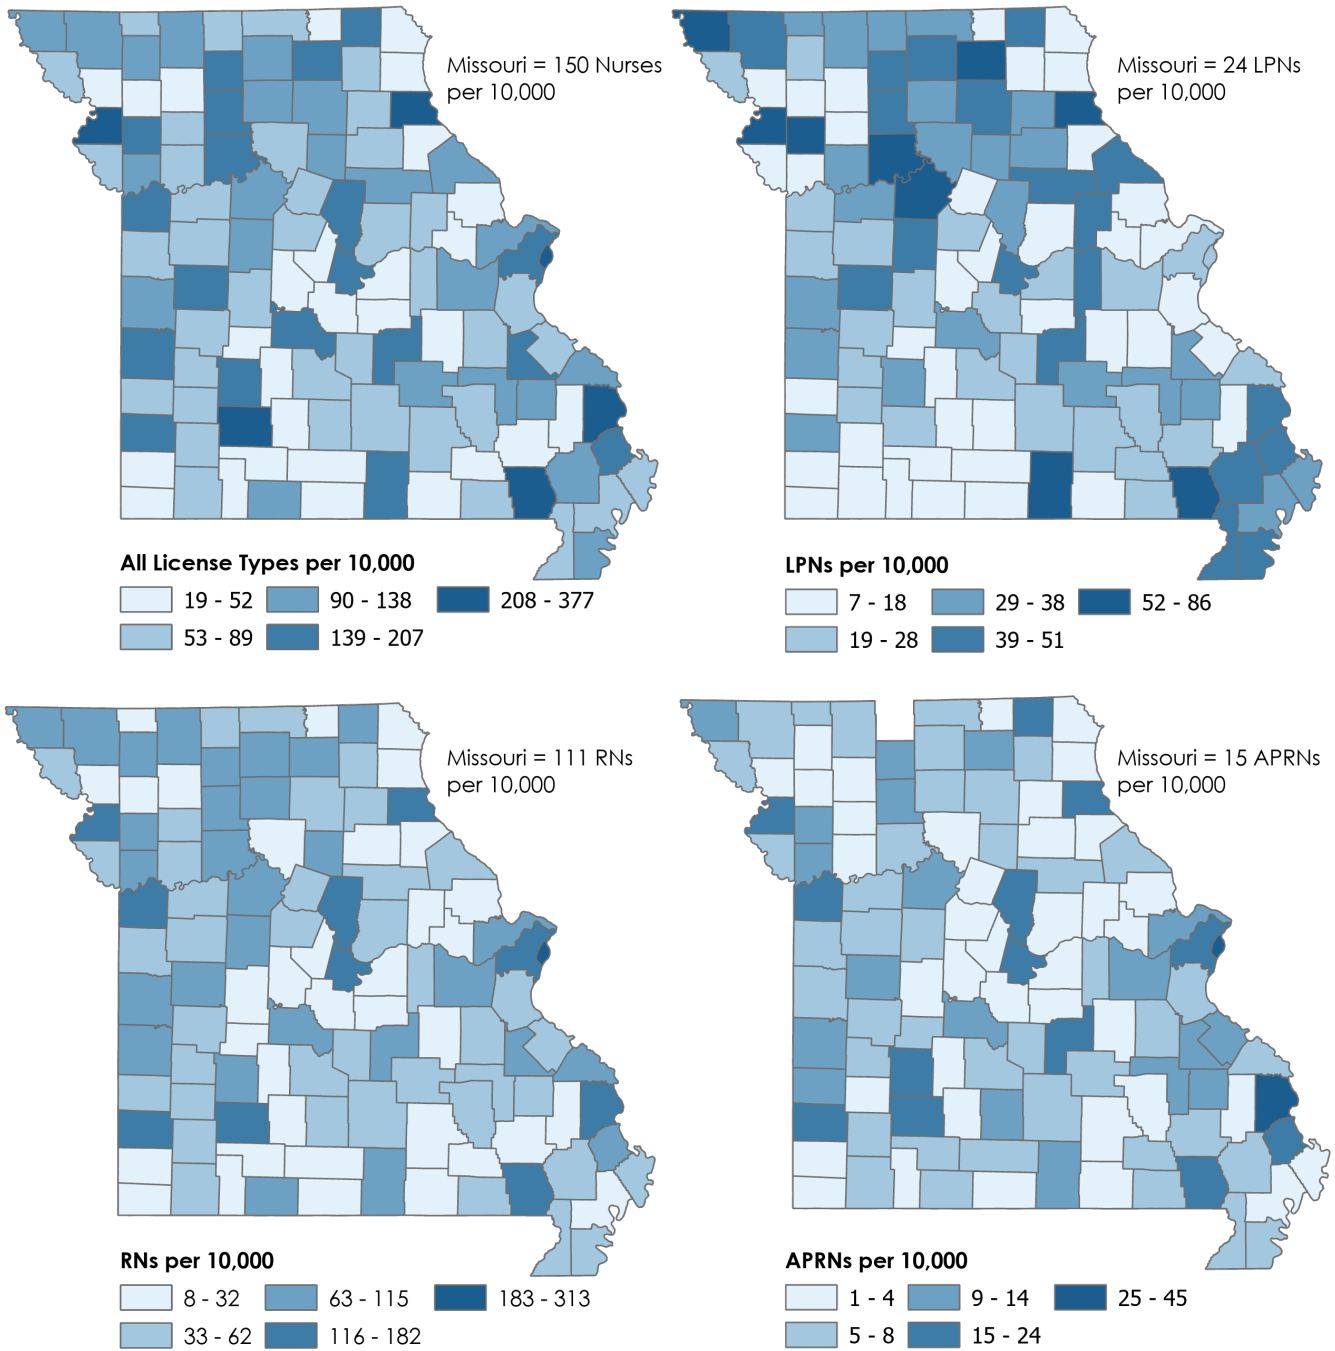 Missouri = 150 Nurses
per 10,000
All License Types per 10,000
19 - 52
90 - 138
208 - 377
53 - 89
139 - 207
Missouri = 24 LPNs
per 10,000
LPNs per 10,000
7 - 18
29 - 38
52 - 86
19 - 28
39 - 51
Missouri = 111 RNs
per 10,000
RNs per 10,000
8 - 32
63 - 115
183 - 313
33 - 62
116 - 182
Missouri = 15 APRNs
per 10,000
APRNs per 10,000
1 - 4
9 - 14
25 - 45
5 - 8
15 - 24